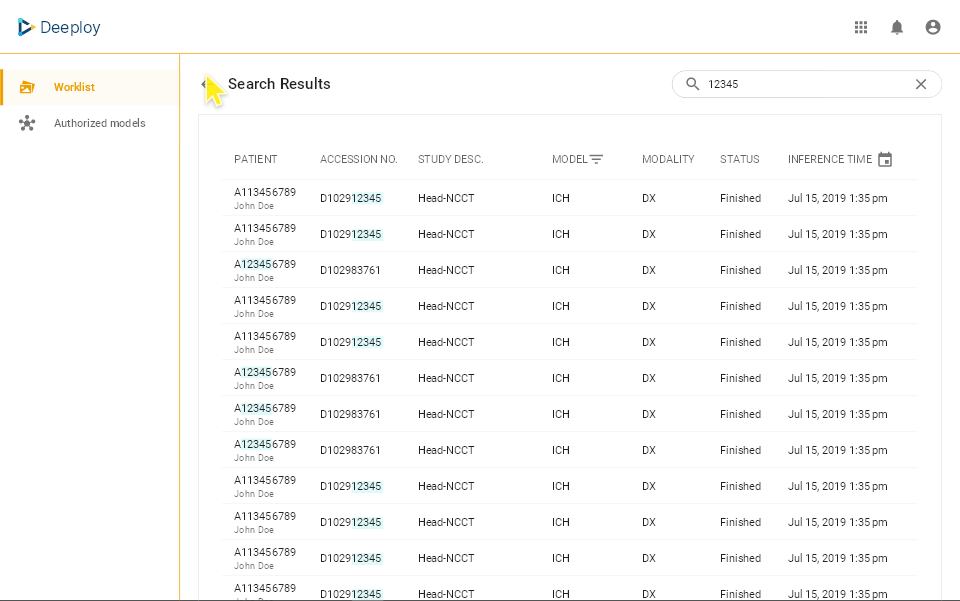 Deeploy
Worklist
Authorized models
Search Results
12345
PATIENT ACCESSION NO. STUDY DESC. MODEL MODALITY STATUS INFERENCE TIME
A113456789 D102912345 Head-NCCT ICH DX Finished Jul 15, 2019 1:35 pm
John Doe
A113456789 D102912345 Head-NCCT ICH DX Finished Jul 15, 2019 1:35 pm
John Doe
A123456789 D102983761 Head-NCCT ICH DX Finished Jul 15, 2019 1:35 pm
John Doe
A113456789 D102912345 Head-NCCT ICH DX Finished Jul 15, 2019 1:35 pm
John Doe
A113456789 D102912345 Head-NCCT ICH DX Finished Jul 15, 2019 1:35 pm
John Doe
A123456789 D102983761 Head-NCCT ICH DX Finished Jul 15, 2019 1:35 pm
John Doe
A123456789 D102983761 Head-NCCT ICH DX Finished Jul 15, 2019 1:35 pm
John Doe
A123456789 D102983761 Head-NCCT ICH DX Finished Jul 15, 2019 1:35 pm
John Doe
A113456789 D102912345 Head-NCCT ICH DX Finished Jul 15, 2019 1:35 pm
John Doe
A113456789 D102912345 Head-NCCT ICH DX Finished Jul 15, 2019 1:35 pm
John Doe
A113456789 D102912345 Head-NCCT ICH DX Finished Jul 15, 2019 1:35 pm
John Doe
A113456789 D102912345 Head-NCCT ICH DX Finished Jul 15, 2019 1:35 pm